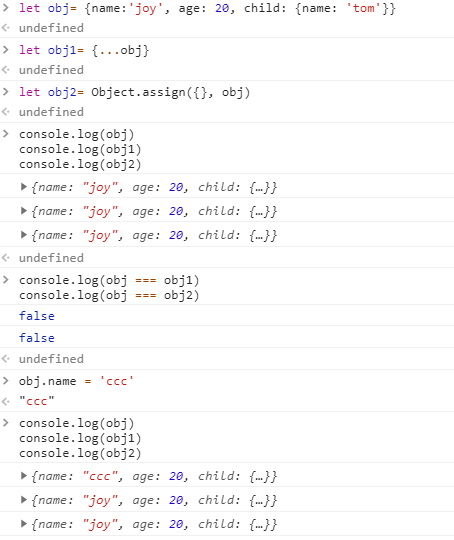 > let obj= {name:'joy', age: 20, child: {name: 'tom'}}
< undefined
> let obj1= {...obj}
< undefined
> let obj2= Object.assign({}, obj)
< undefined
> console.log(obj)
console.log(obj1)
console.log(obj2)
▶{name: "joy", age: 20, child: {…}}
▶{name: "joy", age: 20, child: {…}}
▶{name: "joy", age: 20, child: {…}}
< undefined
> console.log(obj === obj1)
console.log(obj === obj2)
false
false
< undefined
> obj.name = 'ccc'
< "ccc"
> console.log(obj)
console.log(obj1)
console.log(obj2)
▶{name: "ccc", age: 20, child: {…}}
▶{name: "joy", age: 20, child: {…}}
▶{name: "joy", age: 20, child: {…}}